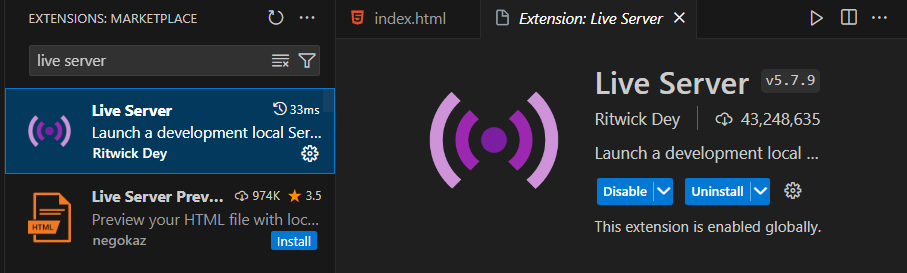 EXTENSIONS: MARKETPLACE
live server
Live Server 33ms
Launch a development local Ser...
Ritwick Dey
Live Server Prev... 974K 3.5
Preview your HTML file with loc...
negokaz Install
HTML
index.html Extension: Live Server
Live Server v5.7.9
Ritwick Dey 43,248,635
Launch a development local ...
Disable Uninstall
This extension is enabled globally.